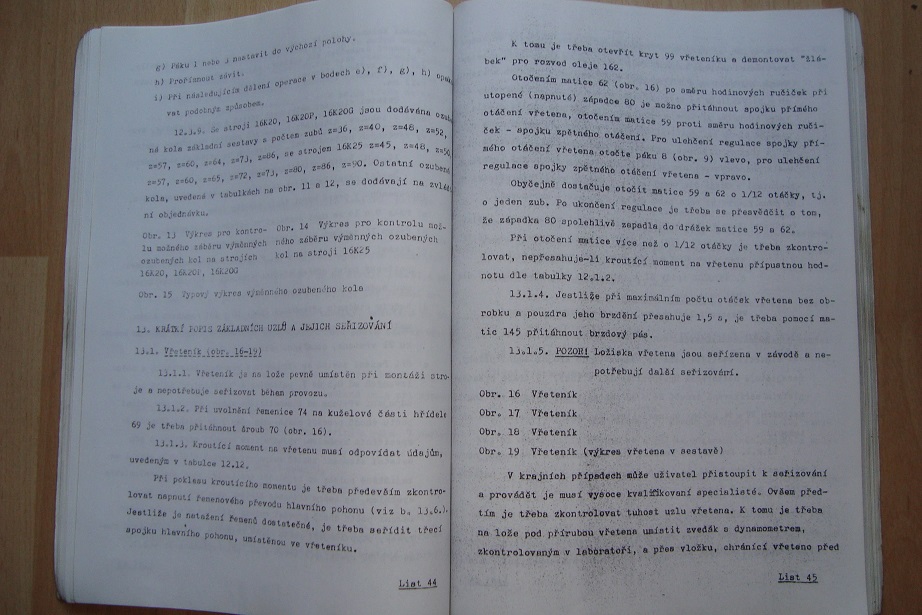 g) Páku 1 nebo 3 nastavit do výchozí polohy.
h) Proříznout závit.
i) Při následujícím dělení operace v bodech e), f), g), h) opako
vat podobným způsobem.
12.3.9. Se stroji 16K20, 16K20P, 16K20G jsou dodávána ozube
ná kola základní sestavy s počtem zubů z=36, z=40, z=48, z=52,
z=57, z=60, z=64, z=73, z=86, se strojem 16K25 z=45, z=48, z=50
z=57, z=60, z=65, z=72, z=73, z=80, z=86, z=90. Ostatní ozubená
kola, uvedená v tabulkách na obr. 11 a 12, se dodávají na zvláš
ní objednávku.
Obr. 13 Výkres pro kontro- Obr. 14 Výkres pro kontrolu mož-
lu možného záběru výměnných ného záběru výměnných ozubených
ozubených kol na strojích kol na stroji 16K25
16K20, 16K20P, 16K20G
Obr. 15 Typový výkres výměnného ozubeného kola
13. KRÁTKÝ POPIS ZÁKLADNÍCH UZLŮ A JEJICH SEŘIZOVÁNÍ
13.1. Vřeteník (obr. 16-19)
13.1.1. Vřeteník je na lože pevně umístěn při montáži stro-
je a nepotřebuje seřizovat během provozu.
13.1.2. Při uvolnění řemenice 74 na kuželové části hřídele
69 je třeba přitáhnout šroub 70 (obr. 16).
13.1.3. Kroutící moment na vřetenu musí odpovídat údajům,
uvedeným v tabulce 12.12.
Při poklesu kroutícího momentu je třeba především zkontro-
lovat napnutí řemenového převodu hlavního pohonu (viz b. 13.6.).
Jestliže je natažení řemenů dostatečné, je třeba seřídit třecí
spojku hlavního pohonu, umístěnou ve vřeteníku.
List 44
K tomu je třeba otevřít kryt 99 vřeteníku a demontovat "žlá-
bek" pro rozvod oleje 162.
Otočením matice 62 (obr. 16) po směru hodinových ručiček při
utopené (napnuté) západce 80 je možno přitáhnout spojku přímého
otáčení vřetena, otočením matice 59 proti směru hodinových ruči-
ček - spojku zpětného otáčení. Pro ulehčení regulace spojky pří-
mého otáčení vřetena otočte páku 8 (obr. 9) vlevo, pro ulehčení
regulace spojky zpětného otáčení vřetena - vpravo.
Obyčejně dostačuje otočit matice 59 a 62 o 1/12 otáčky, tj.
o jeden zub. Po ukončení regulace je třeba se přesvědčit o tom,
že západka 80 spolehlivě zapadla do drážek matice 59 a 62.
Při otočení matice více než o 1/12 otáčky je třeba zkontro-
lovat, nepřesahuje-li kroutící moment na vřetenu přípustnou hod-
notu dle tabulky 12.1.2.
13.1.4. Jestliže při maximálním počtu otáček vřetena bez ob-
robku a pouzdra jeho brzdění přesahuje 1,5 s, je třeba pomocí ma-
tic 145 přitáhnout brzdový pás.
13.1.5. POZOR! Ložiska vřetena jsou seřízena v závodě a ne-
potřebují další seřizování.
Obr. 16 Vřeteník
Obr. 17 Vřeteník
Obr. 18 Vřeteník
Obr. 19 Vřeteník (výkres vřetena v sestavě)
V krajních případech může uživatel přistoupit k seřizování
a provádět je musí vysoce kvalifikovaní specialisté. Ovšem před-
tím je třeba zkontrolovat tuhost uzlu vřetena. K tomu je třeba
na lože pod přírubu vřetena umístit zvedák s dynamometrem,
zkontrolovaným v laboratoři, a přes vložku, chránící vřeteno před
List 45